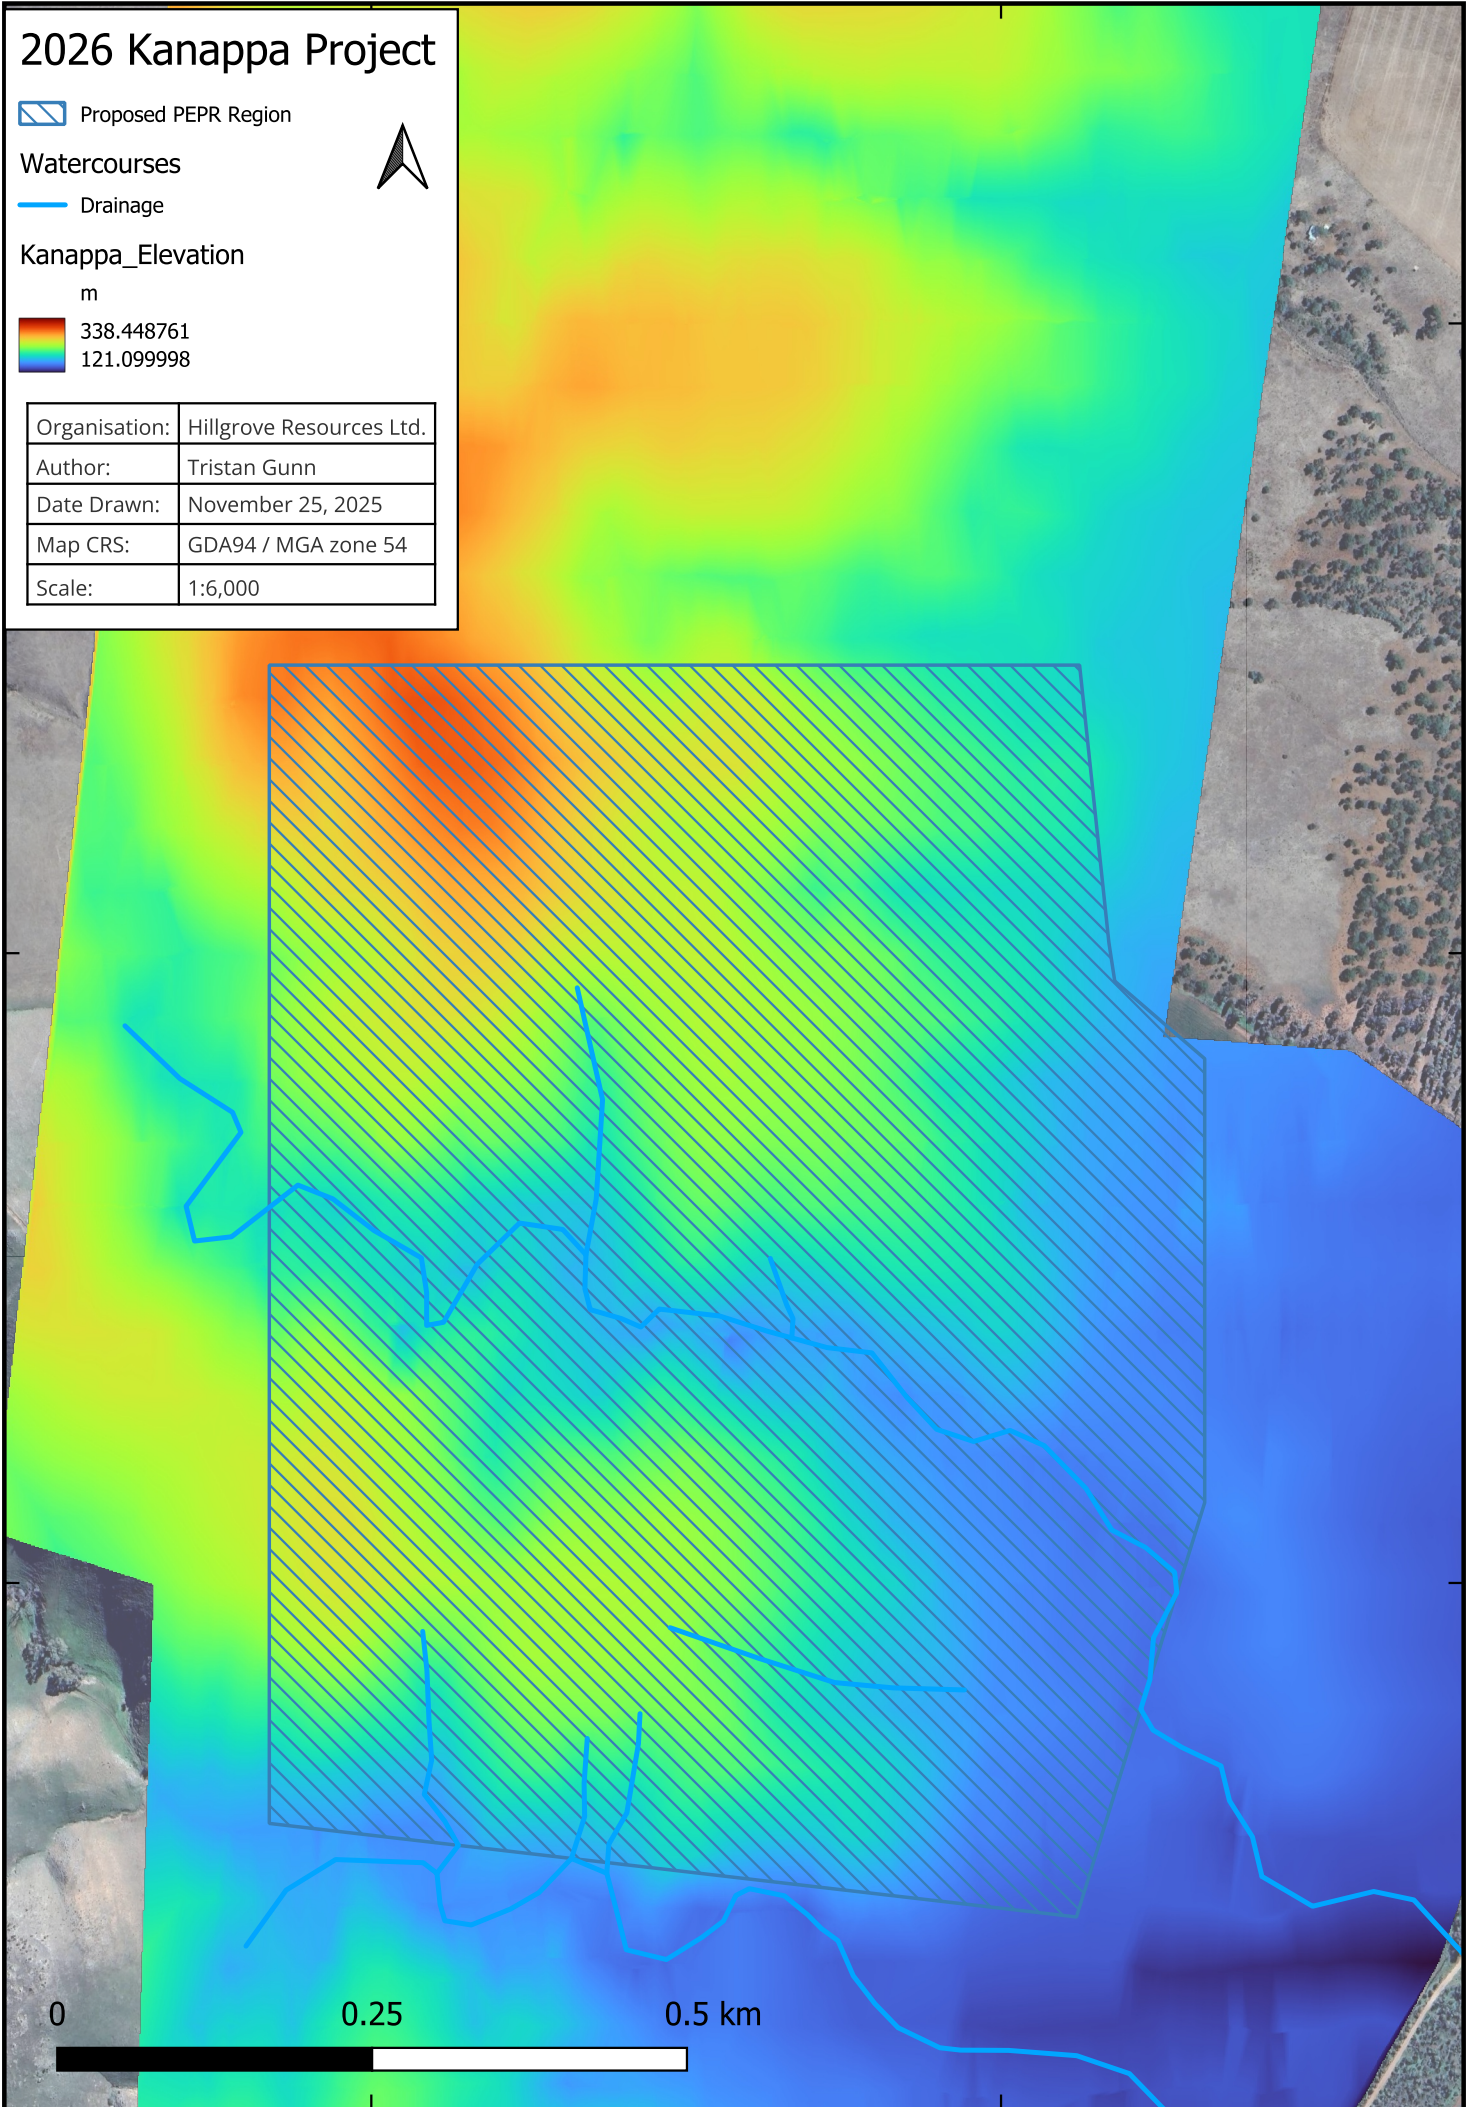 2026 Kanappa Project
Proposed PEPR Region
Watercourses
Drainage
Kanappa_Elevation
m
338.448761
121.099998
Organisation: Hillgrove Resources Ltd.
Author: Tristan Gunn
Date Drawn: November 25, 2025
Map CRS: GDA94 / MGA zone 54
Scale: 1:6,000
0 0.25 0.5 km